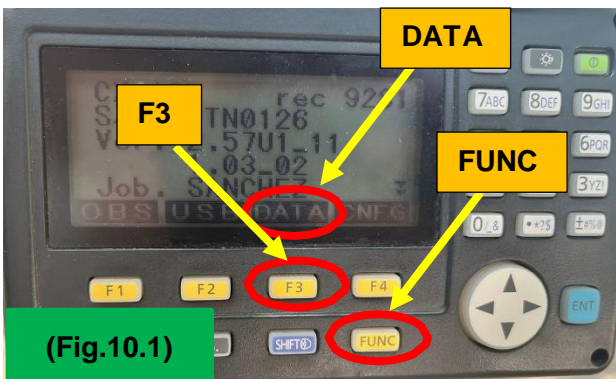 DATA
F3
FUNC
rec
TN0126
.57U1_11
.03_02
Job. SANCHEZ
OBS USB DATA CNFG
7ABC 8DEF 9GHI
6PQR
3YZ!
0/_&
F1 F2 F3 F4
ENT
SHIFT
FUNC
(Fig.10.1)